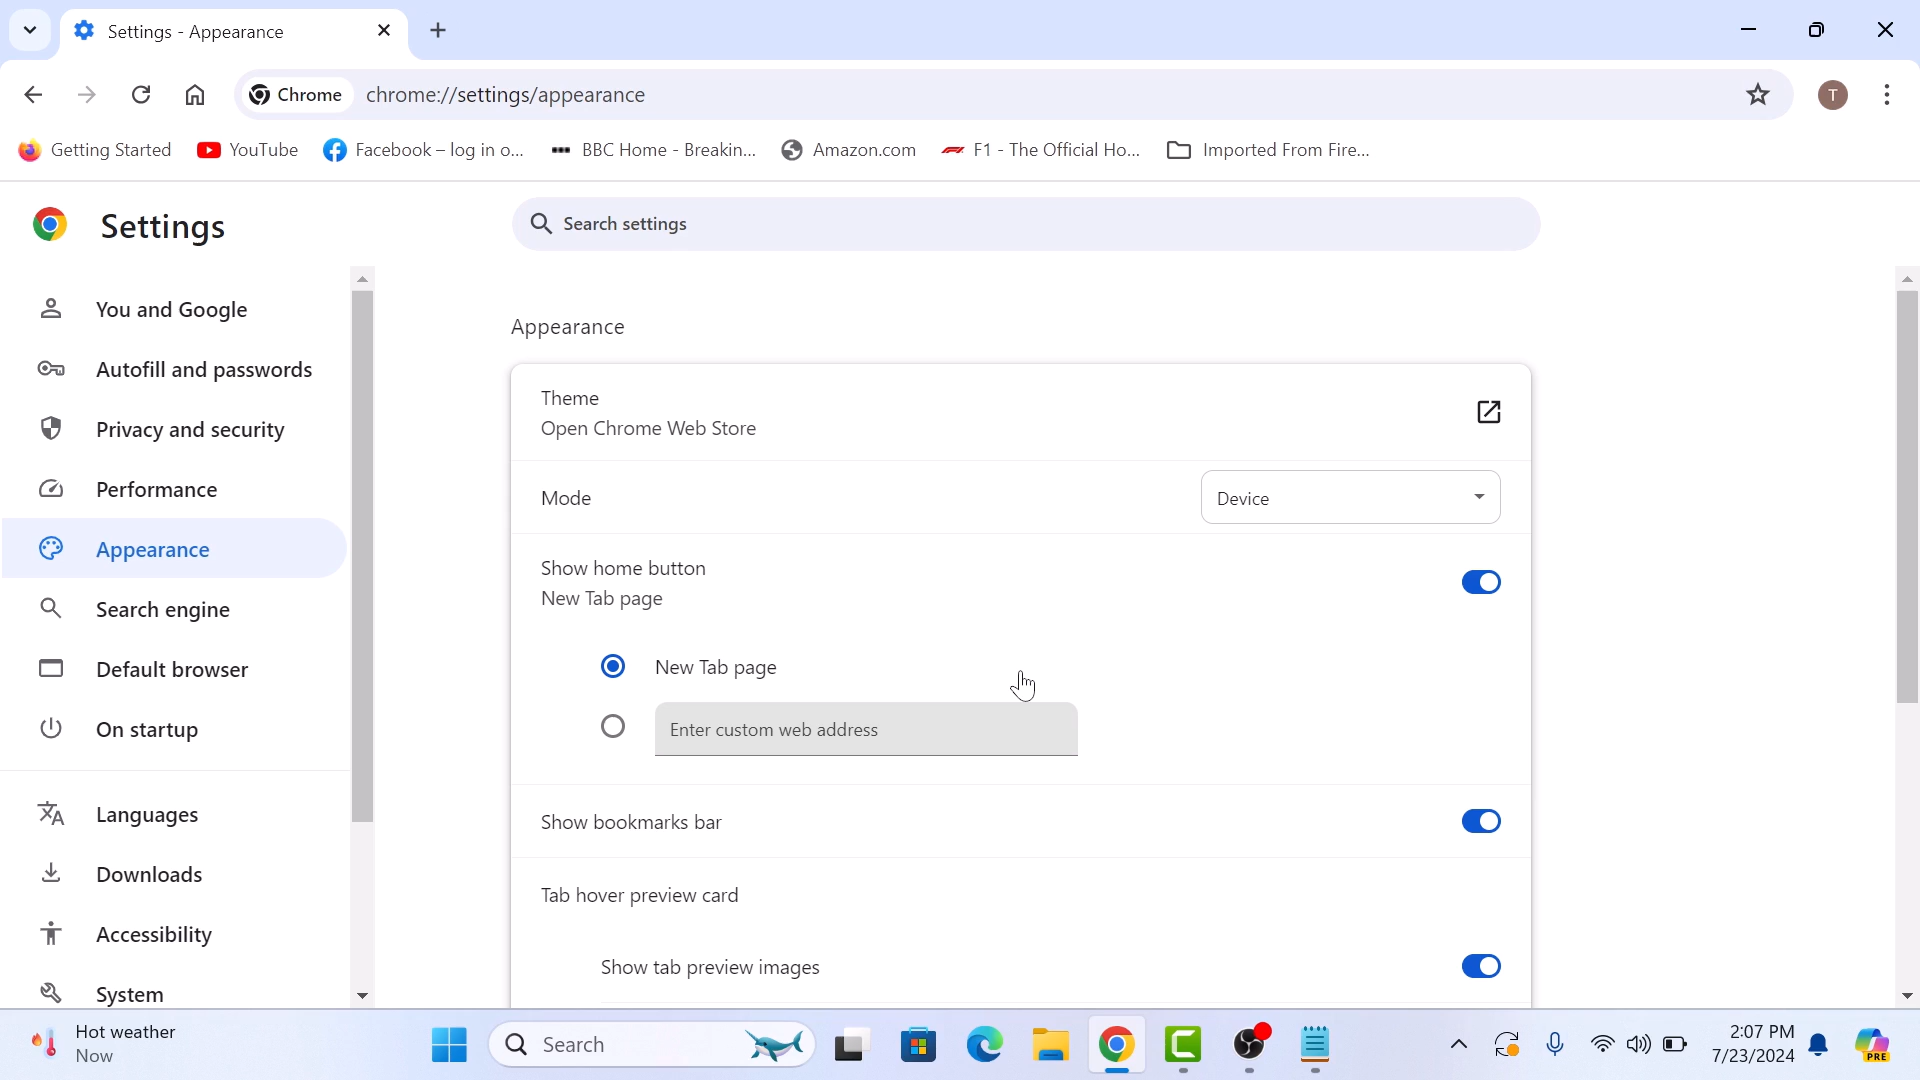 Settings - Appearance
Chrome
chrome://settings/appearance
T
Getting Started
YouTube
Facebook – log in o...
BBC Home - Breakin...
Amazon.com
F1 - The Official Ho...
Imported From Fire...
Settings
Search settings
You and Google
Autofill and passwords
Privacy and security
Performance
Appearance
Search engine
Default browser
On startup
Languages
Downloads
Accessibility
System
Appearance
Theme
Open Chrome Web Store
Mode
Device
Show home button
New Tab page
New Tab page
Enter custom web address
Show bookmarks bar
Tab hover preview card
Show tab preview images
Hot weather
Now
Search
2:07 PM
7/23/2024
PRE